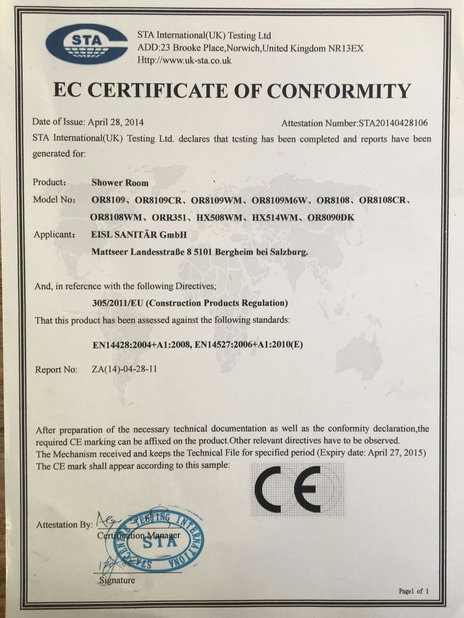 STA
STA International(UK) Testing Ltd
ADD:23 Brooke Place,Norwich,United Kingdom NR13EX
Http://www.uk-sta.co.uk
EC CERTIFICATE OF CONFORMITY
Date of Issue: April 28, 2014 Attestation Number:STA20140428106
STA International(UK) Testing Ltd. declares that testing has been completed and reports have been
generated for:
Product: Shower Room
Model No: OR8109、OR8109CR、OR8109WM、OR8109M6W、OR8108、OR8108CR、
OR8108WM、ORR351、HX508WM、HX514WM、OR8090DK
Applicant: EISL SANITÄR GmbH
Mattseer Landesstraße 8 5101 Bergheim bei Salzburg.
And, in reference with the following Directives;
305/2011/EU (Construction Products Regulation)
That this product has been assessed against the following standards:
EN14428:2004+A1:2008, EN14527:2006+A1:2010(E)
Report No: ZA(14)-04-28-11
After preparation of the necessary technical documentation as well as the conformity declaration,the
required CE marking can be affixed on the product.Other relevant directives have to be observed.
The Mechanism received and keeps the Technical File for specified period (Expiry date: April 27, 2015)
The CE mark shall appear according to this sample:
CE
Attestation By:
Certification Manager
STA
Signature
Page1 of 1